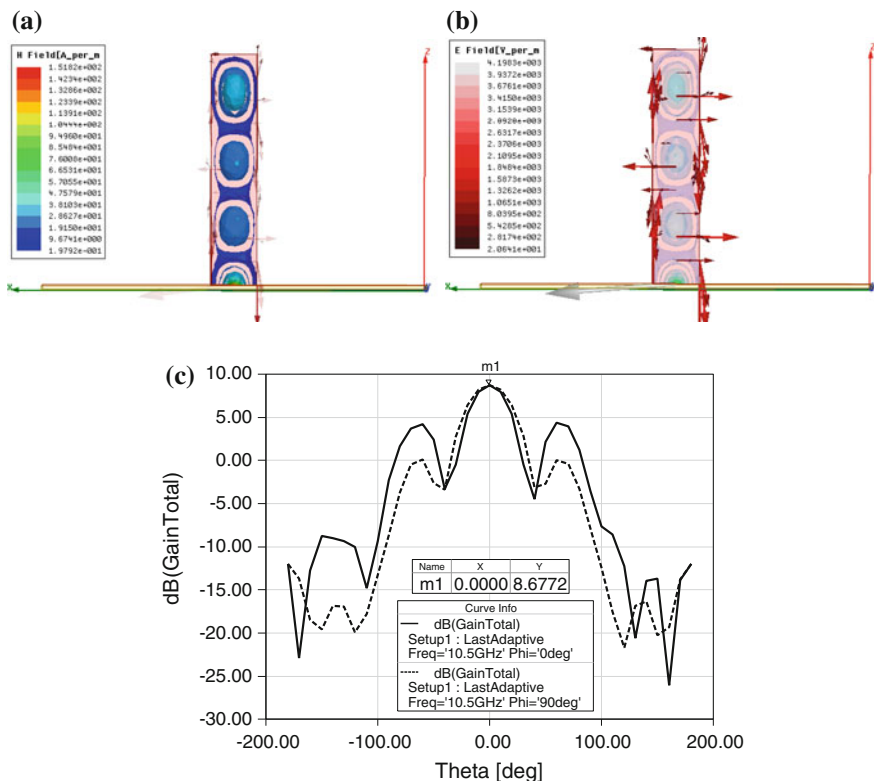 (a)
H Field[A_per_m
1.5182e+002
1.4234e+002
1.3286e+002
1.2339e+002
1.1391e+002
1.0444e+002
9.4960e+001
8.5484e+001
7.6008e+001
6.6531e+001
5.7055e+001
4.7579e+001
3.8103e+001
2.8627e+001
1.9150e+001
9.6741e+000
1.9792e-001
Z
X
(b)
E Field[V_per_m
4.1983e+003
3.9372e+003
3.6761e+003
3.4150e+003
3.1539e+003
2.6317e+003
2.3706e+003
2.1095e+003
1.8484e+003
1.5873e+003
1.3262e+003
1.0651e+003
8.0395e+002
5.4285e+002
2.8174e+002
2.0641e+001
Z
X
(c)
m1
10.00
5.00
0.00
-5.00
-10.00
-15.00
-20.00
-25.00
-30.00
dB(GainTotal)
Name X Y
m1 0.0000 8.6772
Curve Info
dB(GainTotal)
Setup1 : LastAdaptive
Freq='10.5GHz' Phi='0deg'
dB(GainTotal)
Setup1 : LastAdaptive
Freq='10.5GHz' Phi='90deg'
-200.00 -100.00 0.00 100.00 200.00
Theta [deg]